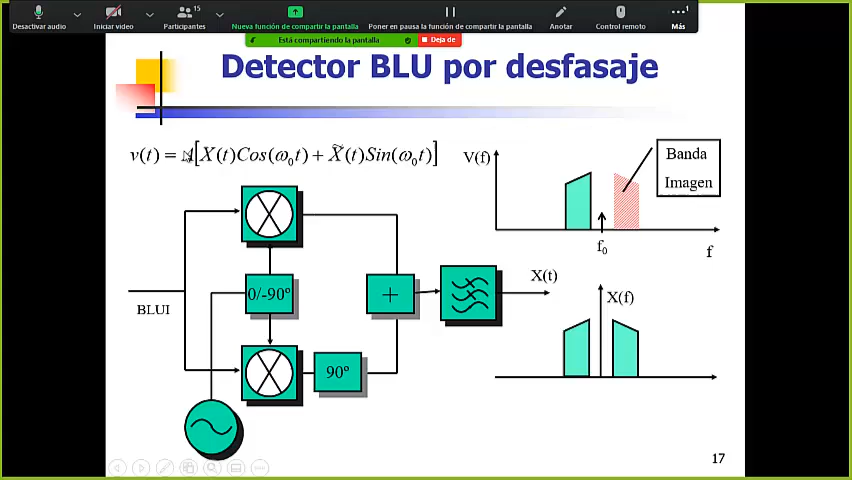 15
1
Desactivar audio
Iniciar video
Participantes
Nueva función de compartir la pantalla
Poner en pausa la función de compartir la pantalla
Anotar
Control remoto
Más
Está compartiendo la pantalla
Deja de
Detector BLU por desfasaje
v(t) = A[X(t)Cos(ω₀t) + X̃(t)Sin(ω₀t)]
V(f)
Banda
Imagen
f₀
f
0/-90º
BLUI
+
X(t)
X(f)
90º
17